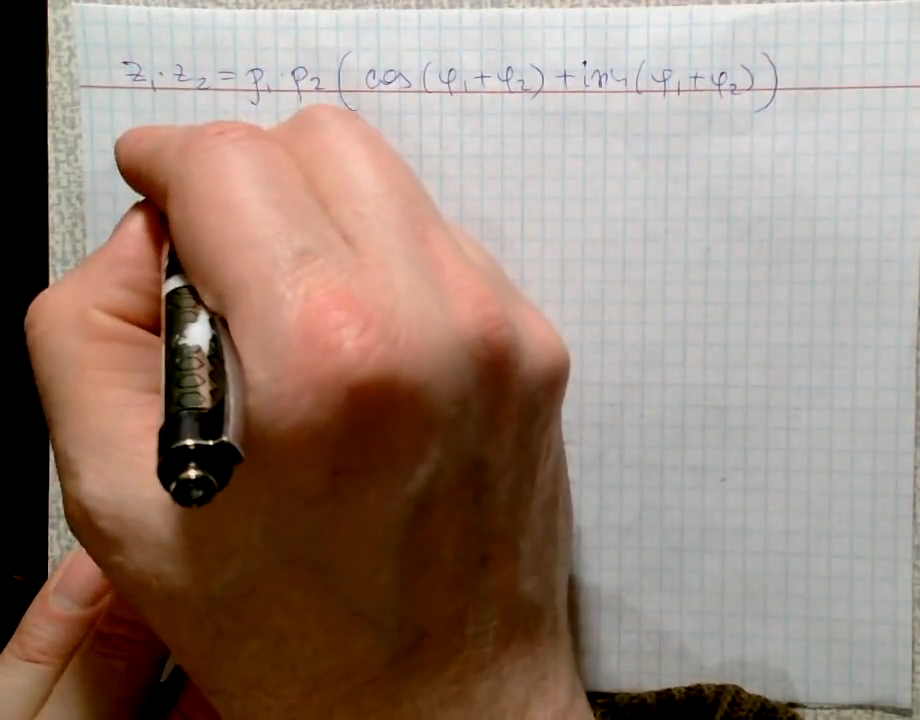 z₁·z₂ = ρ₁·ρ₂ ( cos (φ₁+φ₂) + i sin (φ₁+φ₂) )